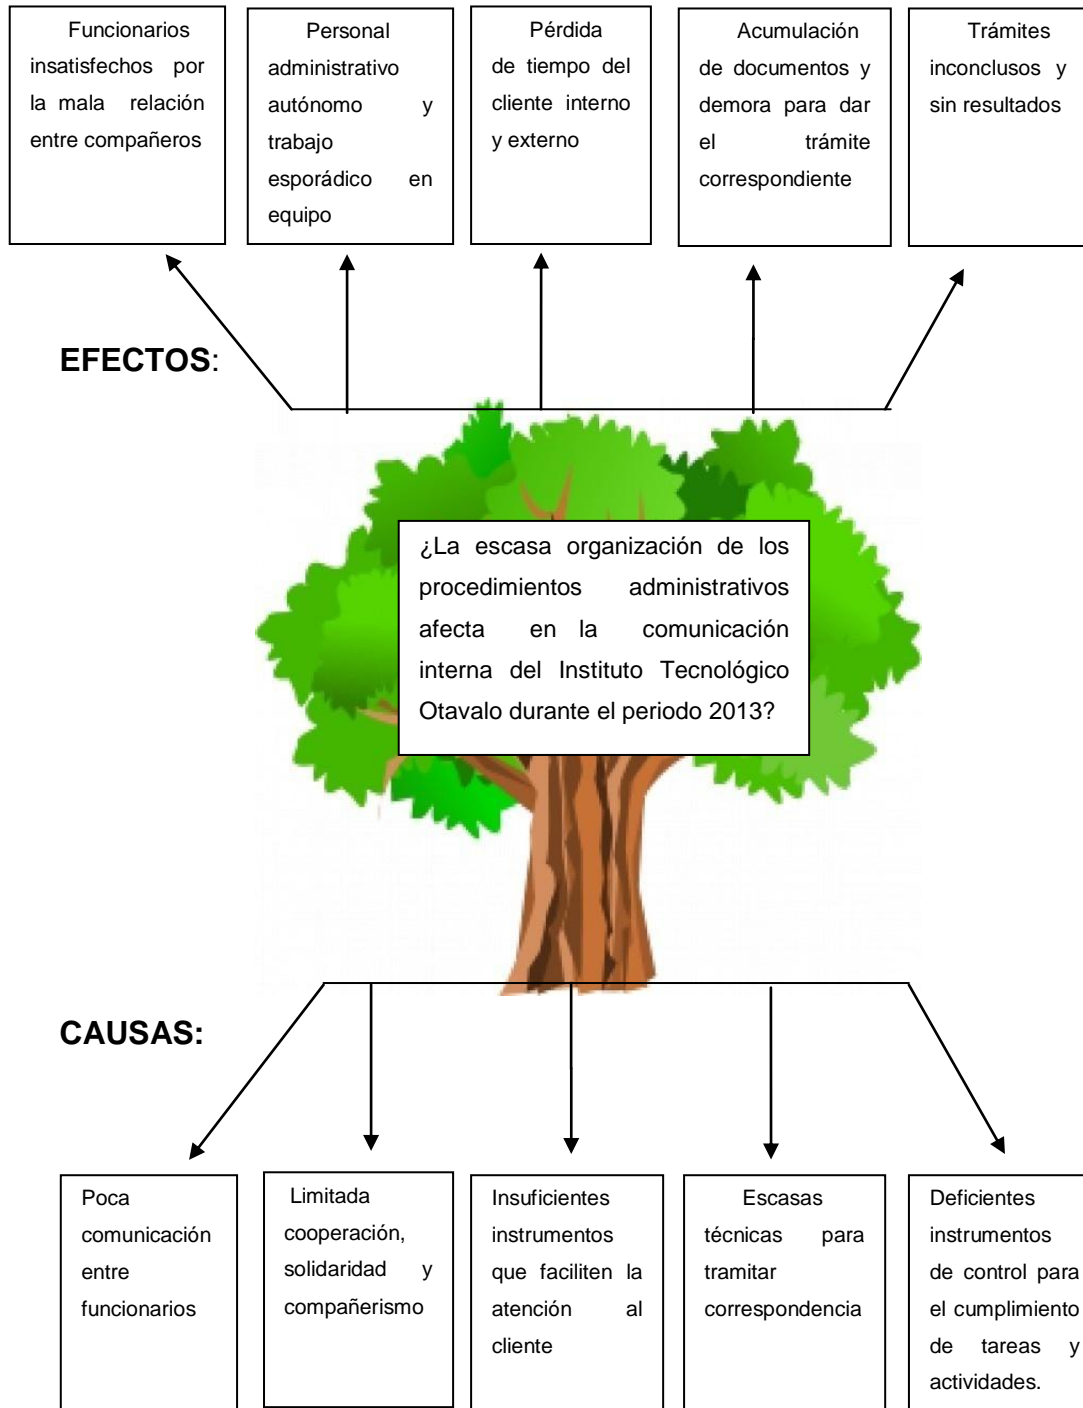 Funcionarios
insatisfechos por
la mala relación
entre compañeros
Personal
administrativo
autónomo y
trabajo
esporádico en
equipo
Pérdida
de tiempo del
cliente interno
y externo
Acumulación
de documentos y
demora para dar
el trámite
correspondiente
Trámites
inconclusos y
sin resultados
EFECTOS:
¿La escasa organización de los
procedimientos administrativos
afecta en la comunicación
interna del Instituto Tecnológico
Otavalo durante el periodo 2013?
CAUSAS:
Poca
comunicación
entre
funcionarios
Limitada
cooperación,
solidaridad y
compañerismo
Insuficientes
instrumentos
que faciliten la
atención al
cliente
Escasas
técnicas para
tramitar
correspondencia
Deficientes
instrumentos
de control para
el cumplimiento
de tareas y
actividades.